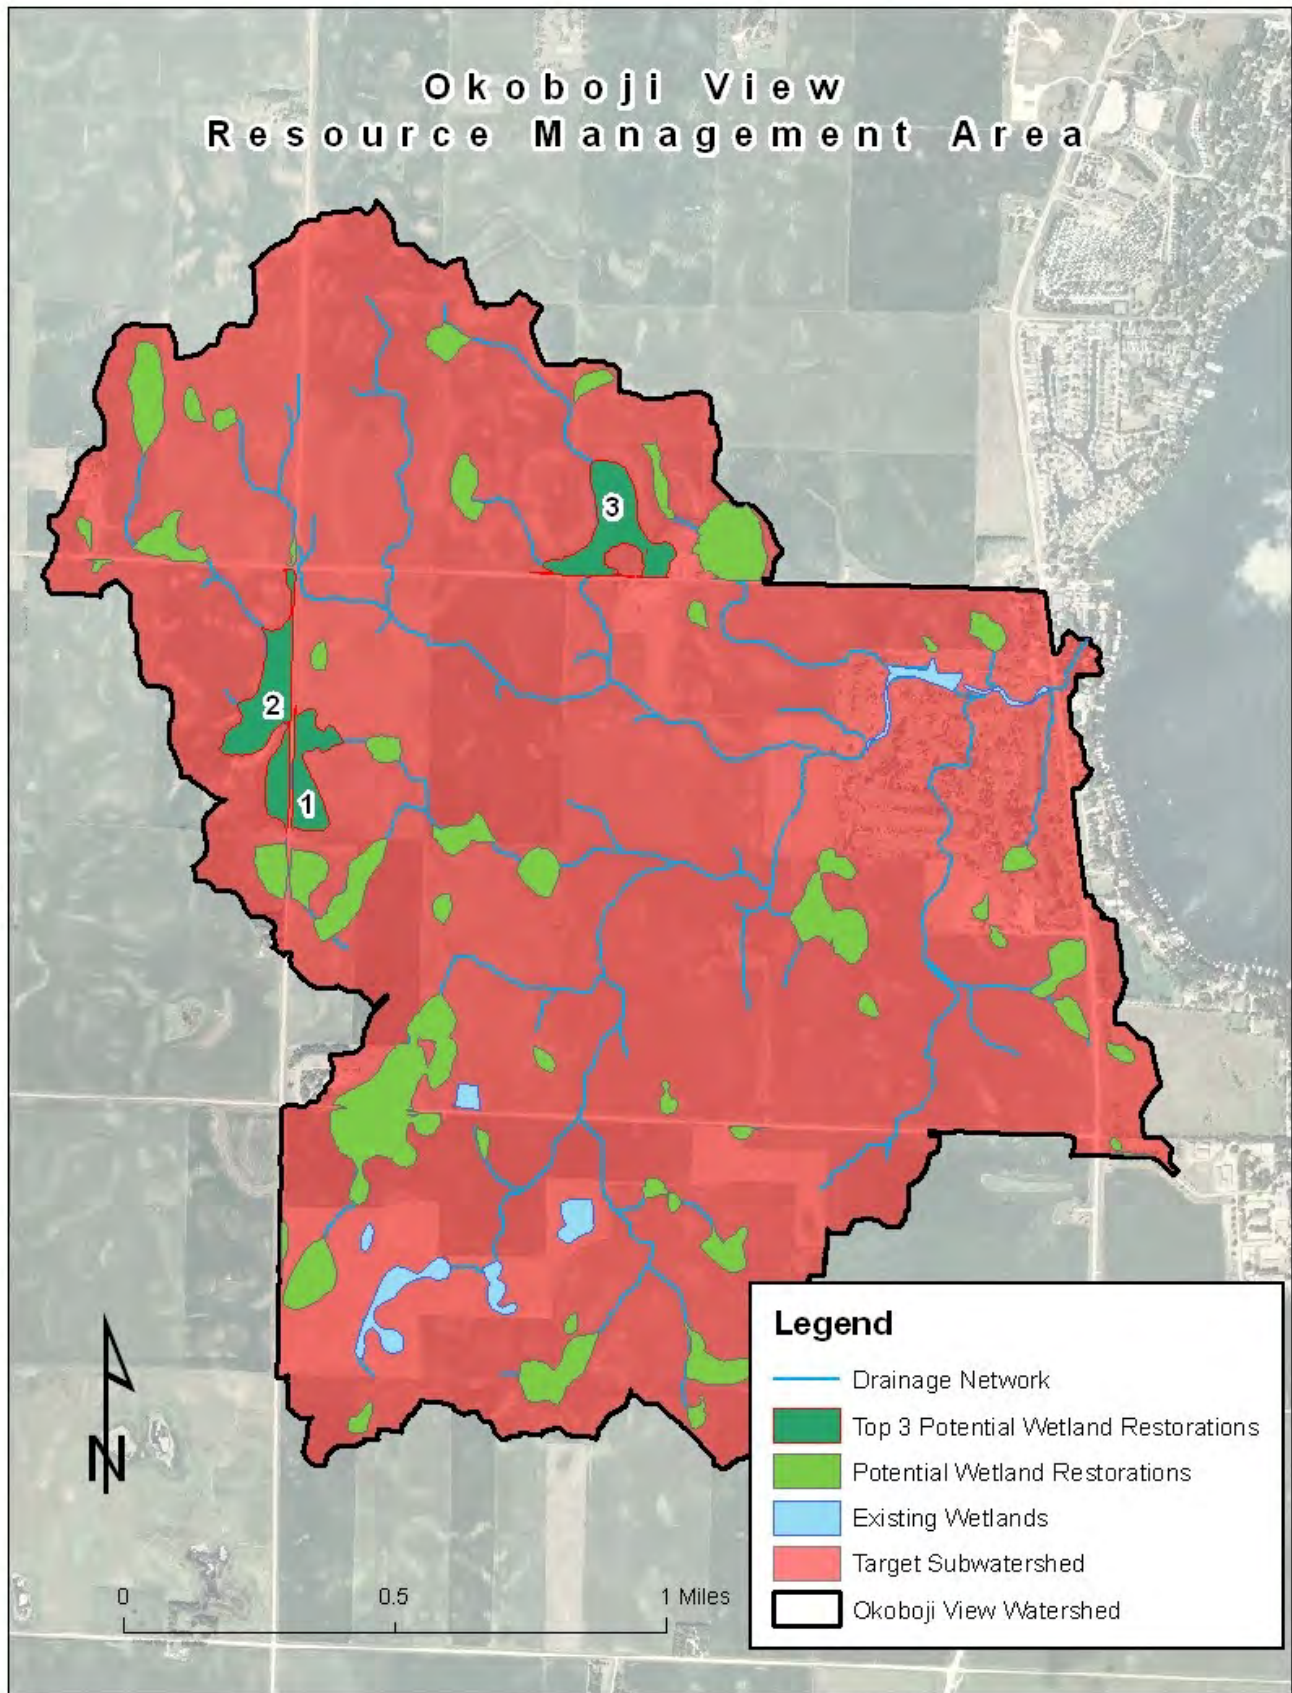 Okoboji View
Resource Management Area
3
2
1
Legend
Drainage Network
Top 3 Potential Wetland Restorations
Potential Wetland Restorations
Existing Wetlands
Target Subwatershed
Okoboji View Watershed
N
0 0.5 1 Miles